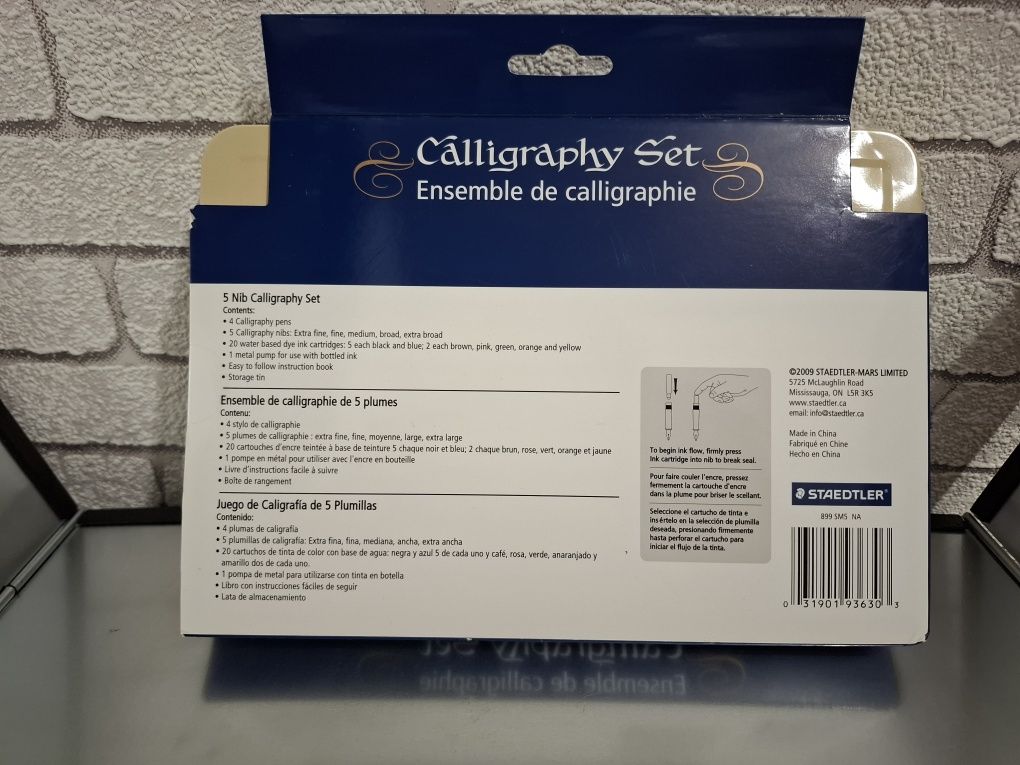 Calligraphy Set
Ensemble de calligraphie
5 Nib Calligraphy Set
Contents:
• 4 Calligraphy pens
• 5 Calligraphy nibs: Extra fine, fine, medium, broad, extra broad
• 20 water based dye ink cartridges: 5 each black and blue; 2 each brown, pink, green, orange and yellow
• 1 metal pump for use with bottled ink
• Easy to follow instruction book
• Storage tin
Ensemble de calligraphie de 5 plumes
Contenu:
• 4 stylo de calligraphie
• 5 plumes de calligraphie : extra fine, fine, moyenne, large, extra large
• 20 cartouches d'encre teintée à base de teinture 5 chaque noir et bleu; 2 chaque brun, rose, vert, orange et jaune
• 1 pompe en métal pour utiliser avec l'encre en bouteille
• Livre d'instructions facile à suivre
• Boîte de rangement
Juego de Caligrafía de 5 Plumillas
Contenido:
• 4 plumas de caligrafía
• 5 plumillas de caligrafía: Extra fina, fina, mediana, ancha, extra ancha
• 20 cartuchos de tinta de color con base de agua: negra y azul 5 de cada uno y café, rosa, verde, anaranjado y
amarillo dos de cada uno.
• 1 pompa de metal para utilizarse con tinta en botella
• Libro con instrucciones fáciles de seguir
• Lata de almacenamiento
To begin ink flow, firmly press
ink cartridge into nib to break seal.
Pour faire couler l'encre, pressez
fermement la cartouche d'encre
dans la plume pour briser le scellant.
Seleccione el cartucho de tinta e
insértelo en la selección de plumilla
deseada, presionando firmemente
hasta perforar el cartucho para
iniciar el flujo de la tinta.
©2009 STAEDTLER-MARS LIMITED
5725 McLaughlin Road
Mississauga, ON L5R 3K5
www.staedtler.ca
email: info@staedtler.ca
Made in China
Fabriqué en Chine
Hecho en China
STAEDTLER®
899 SM5 NA
0 31901 93630 3